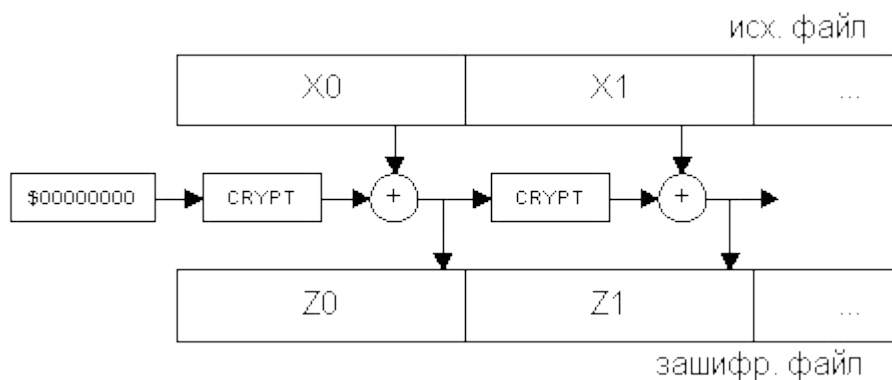 исх. файл
X0 X1 ...
$00000000 CRYPT + CRYPT +
Z0 Z1 ...
зашифр. файл